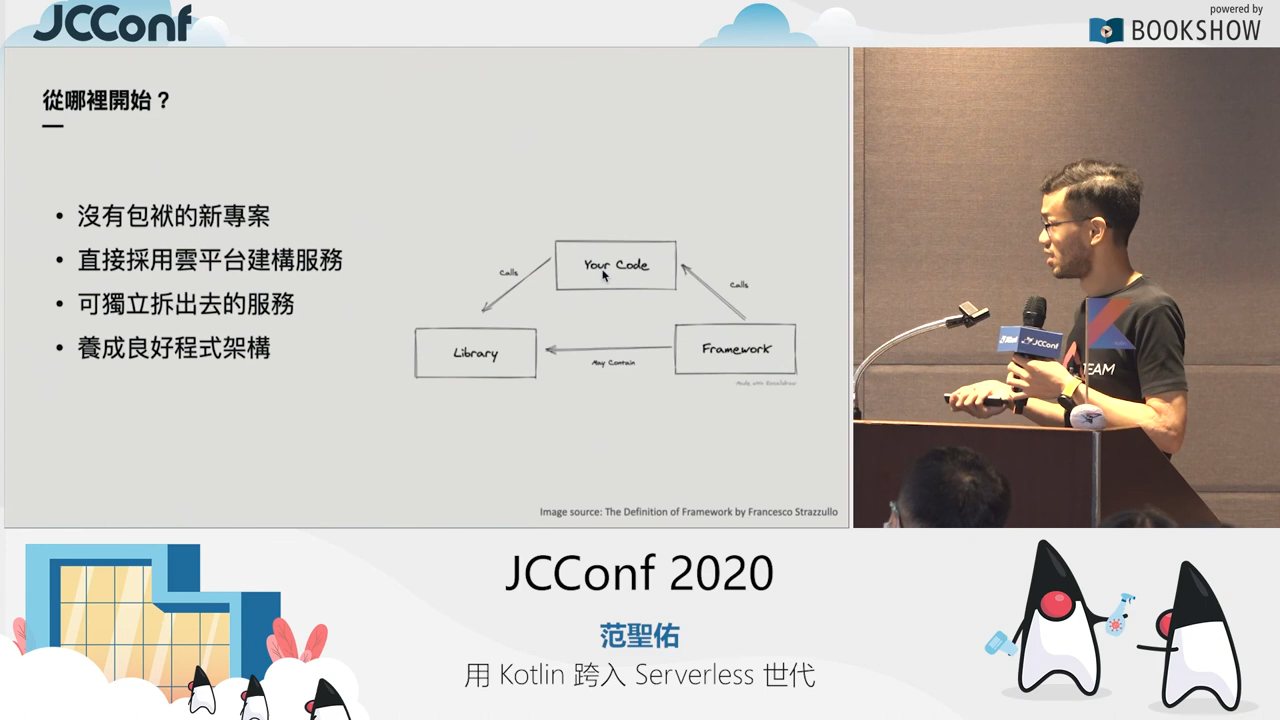 JCConf
powered by
BOOKSHOW
從哪裡開始？
• 沒有包袱的新專案
• 直接採用雲平台建構服務
• 可獨立拆出去的服務
• 養成良好程式架構
Your Code
Calls
Calls
Library
May Contain
Framework
Made with Excalidraw
Image source: The Definition of Framework by Francesco Strazzullo
JCConf
TEAM
JCConf 2020
范聖佑
用 Kotlin 跨入 Serverless 世代